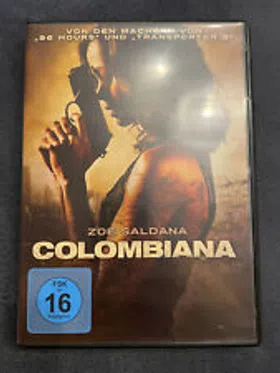 VON DEN MACHERN VON
„96 HOURS“ UND „TRANSPORTER 3“
ZOE SALDANA
COLOMBIANA
FSK
16